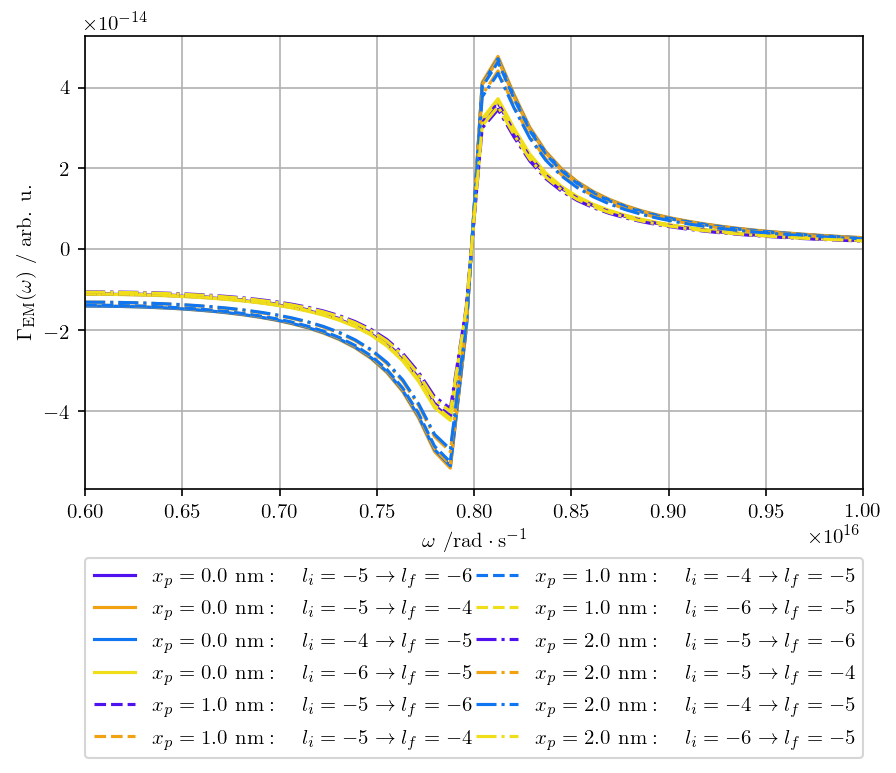 ×10⁻¹⁴
4
2
0
−2
−4
Γ_EM(ω) / arb. u.
0.60 0.65 0.70 0.75 0.80 0.85 0.90 0.95 1.00
ω /rad · s⁻¹
×10¹⁶
x_p = 0.0 nm : l_i = −5 → l_f = −6
x_p = 0.0 nm : l_i = −5 → l_f = −4
x_p = 0.0 nm : l_i = −4 → l_f = −5
x_p = 0.0 nm : l_i = −6 → l_f = −5
x_p = 1.0 nm : l_i = −5 → l_f = −6
x_p = 1.0 nm : l_i = −5 → l_f = −4
x_p = 1.0 nm : l_i = −4 → l_f = −5
x_p = 1.0 nm : l_i = −6 → l_f = −5
x_p = 2.0 nm : l_i = −5 → l_f = −6
x_p = 2.0 nm : l_i = −5 → l_f = −4
x_p = 2.0 nm : l_i = −4 → l_f = −5
x_p = 2.0 nm : l_i = −6 → l_f = −5